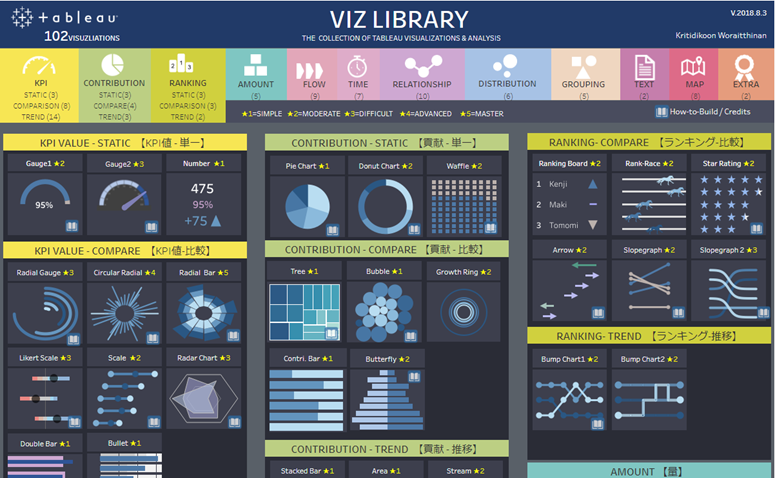 + a b l e a u
102VISUZLIATIONS
VIZ LIBRARY
THE COLLECTION OF TABLEAU VISUALIZATIONS & ANALYSIS
V.2018.8.3
Kritidikoon Woraitthinan
KPI
STATIC (3)
COMPARISON (8)
TREND (14)
CONTRIBUTION
STATIC(3)
COMPARE(4)
TREND(3)
1
2
3
RANKING
STATIC (3)
COMPARISON (3)
TREND (2)
AMOUNT
(5)
FLOW
(9)
TIME
(7)
RELATIONSHIP
(10)
DISTRIBUTION
(6)
GROUPING
(5)
TEXT
(2)
MAP
(8)
EXTRA
(2)
★1=SIMPLE ★2=MODERATE ★3=DIFFICULT ★4=ADVANCED ★5=MASTER
How-to-Build / Credits
KPI VALUE - STATIC 【KPI値 - 単一】
Gauge1 ★2
Gauge2 ★3
Number ★1
95%
475
95%
+75 ▲
KPI VALUE - COMPARE 【KPI値-比較】
Radial Gauge ★3
Circular Radial ★4
Radial Bar ★5
Likert Scale ★3
Scale ★2
Radar Chart ★3
Double Bar ★1
Bullet ★1
CONTRIBUTION - STATIC 【貢献 - 単一】
Pie Chart ★1
Donut Chart ★2
Waffle ★2
CONTRIBUTION - COMPARE 【貢献 - 比較】
Tree ★1
Bubble ★1
Growth Ring ★2
Contri. Bar ★1
Butterfly ★2
CONTRIBUTION - TREND 【貢献 - 推移】
Stacked Bar ★1
Area ★1
Stream ★2
RANKING- COMPARE 【ランキング-比較】
Ranking Board ★2
Rank-Race ★2
Star Rating ★2
1 Kenji ▲
2 Maki −
3 Tomomi ▼
Arrow ★2
Slopegraph ★2
Slopegraph 2 ★3
RANKING-TREND 【ランキング-推移】
Bump Chart1 ★2
Bump Chart2 ★2
AMOUNT 【量】